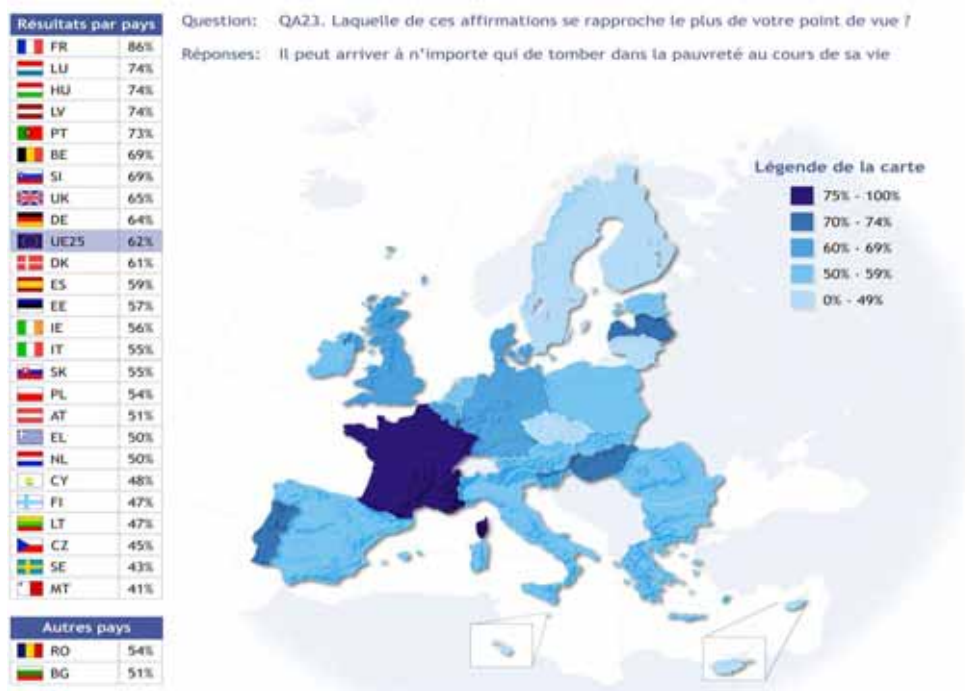 Question: QA23. Laquelle de ces affirmations se rapproche le plus de votre point de vue ?
Réponses: Il peut arriver à n'importe qui de tomber dans la pauvreté au cours de sa vie
Résultats par pays
FR 86%
LU 74%
HU 74%
LV 74%
PT 73%
BE 69%
SI 69%
UK 65%
DE 64%
UE25 62%
DK 61%
ES 59%
EE 57%
IE 56%
IT 55%
SK 55%
PL 54%
AT 51%
EL 50%
NL 50%
CY 48%
FI 47%
LT 47%
CZ 45%
SE 43%
MT 41%
Autres pays
RO 54%
BG 51%
Légende de la carte
75% - 100%
70% - 74%
60% - 69%
50% - 59%
0% - 49%